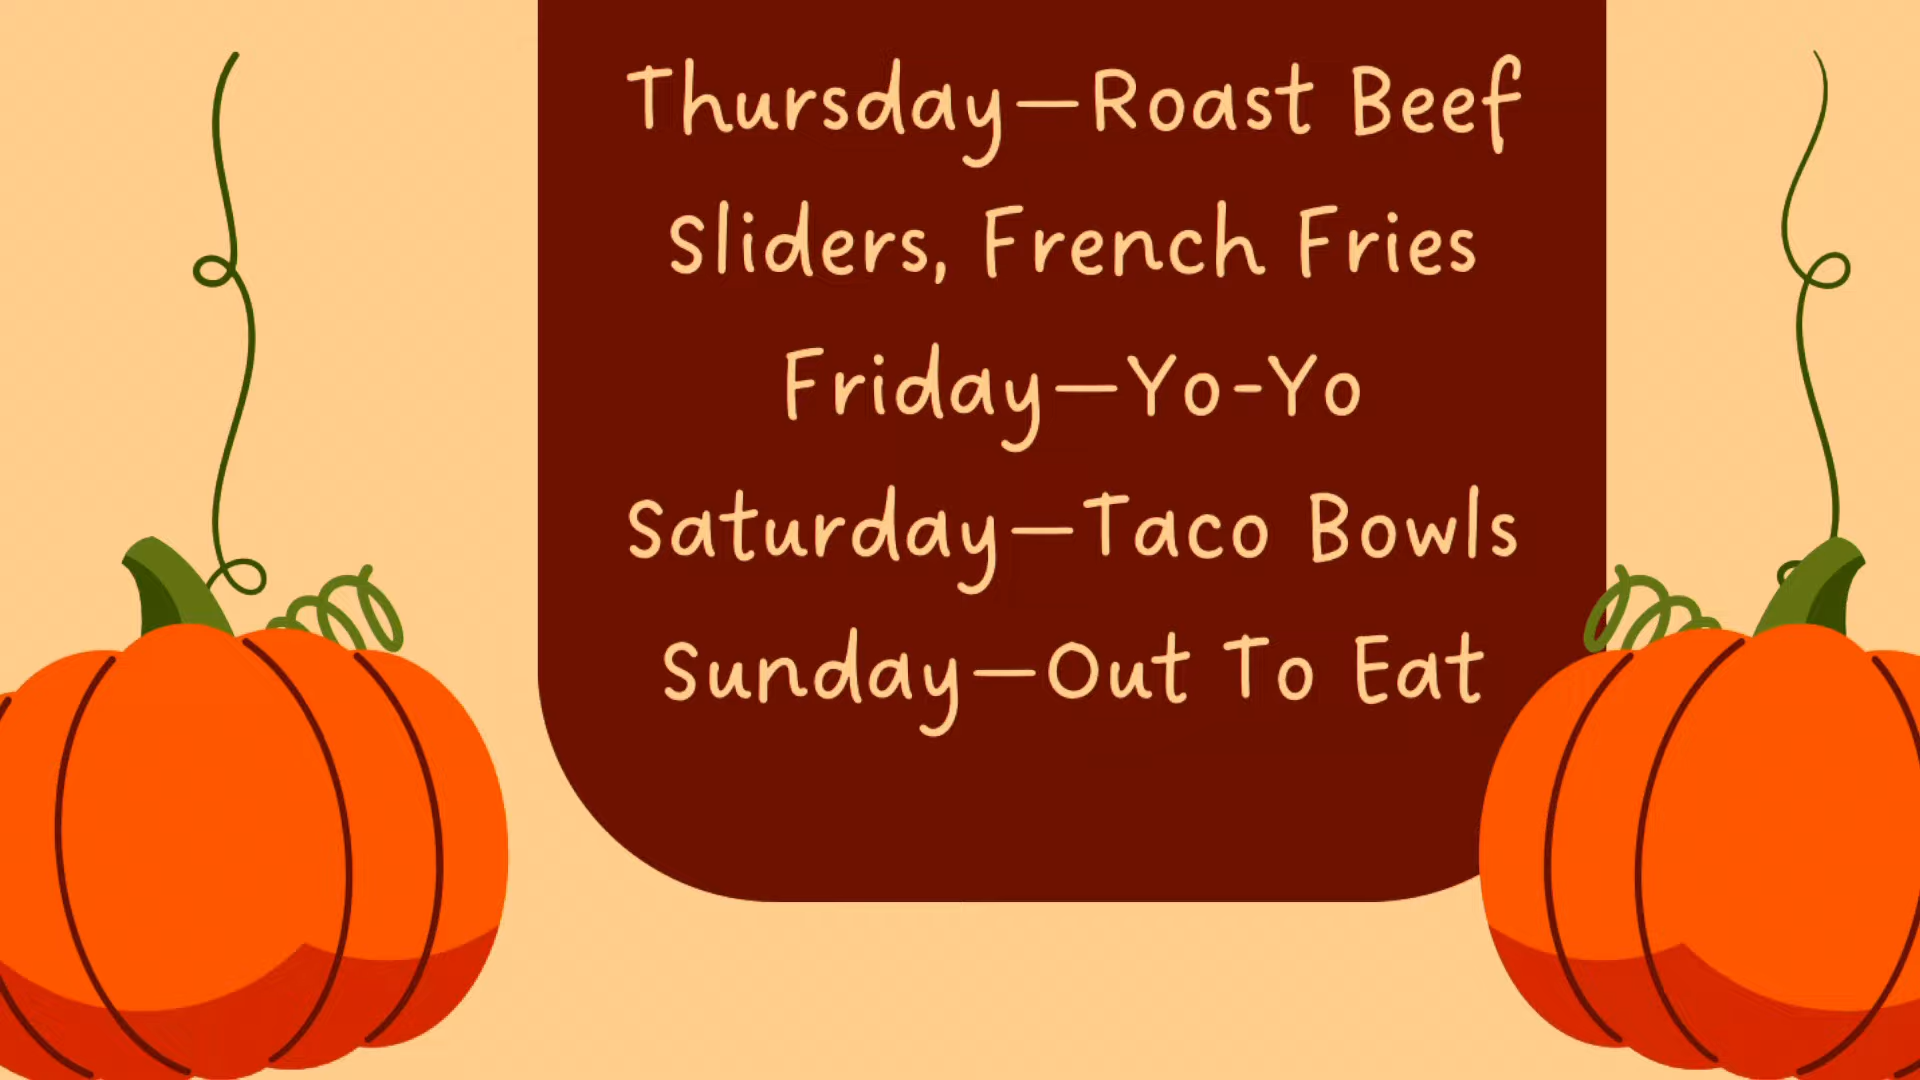 Thursday—Roast Beef
Sliders, French Fries
Friday—Yo-Yo
Saturday—Taco Bowls
Sunday—Out To Eat